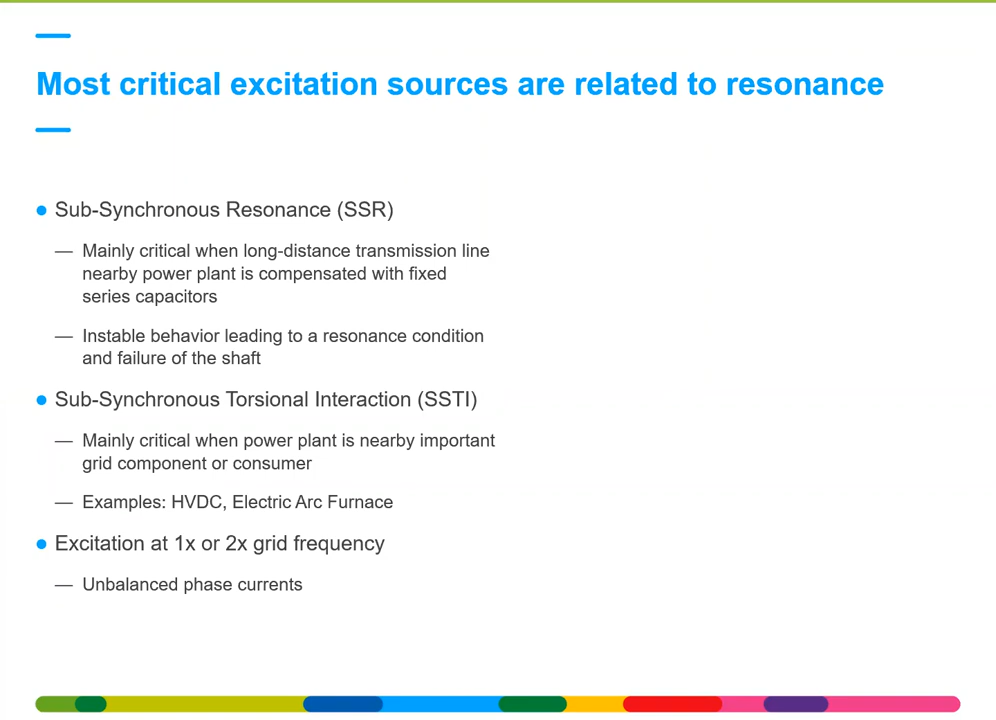 Most critical excitation sources are related to resonance
● Sub-Synchronous Resonance (SSR)
— Mainly critical when long-distance transmission line
nearby power plant is compensated with fixed
series capacitors
— Instable behavior leading to a resonance condition
and failure of the shaft
● Sub-Synchronous Torsional Interaction (SSTI)
— Mainly critical when power plant is nearby important
grid component or consumer
— Examples: HVDC, Electric Arc Furnace
● Excitation at 1x or 2x grid frequency
— Unbalanced phase currents